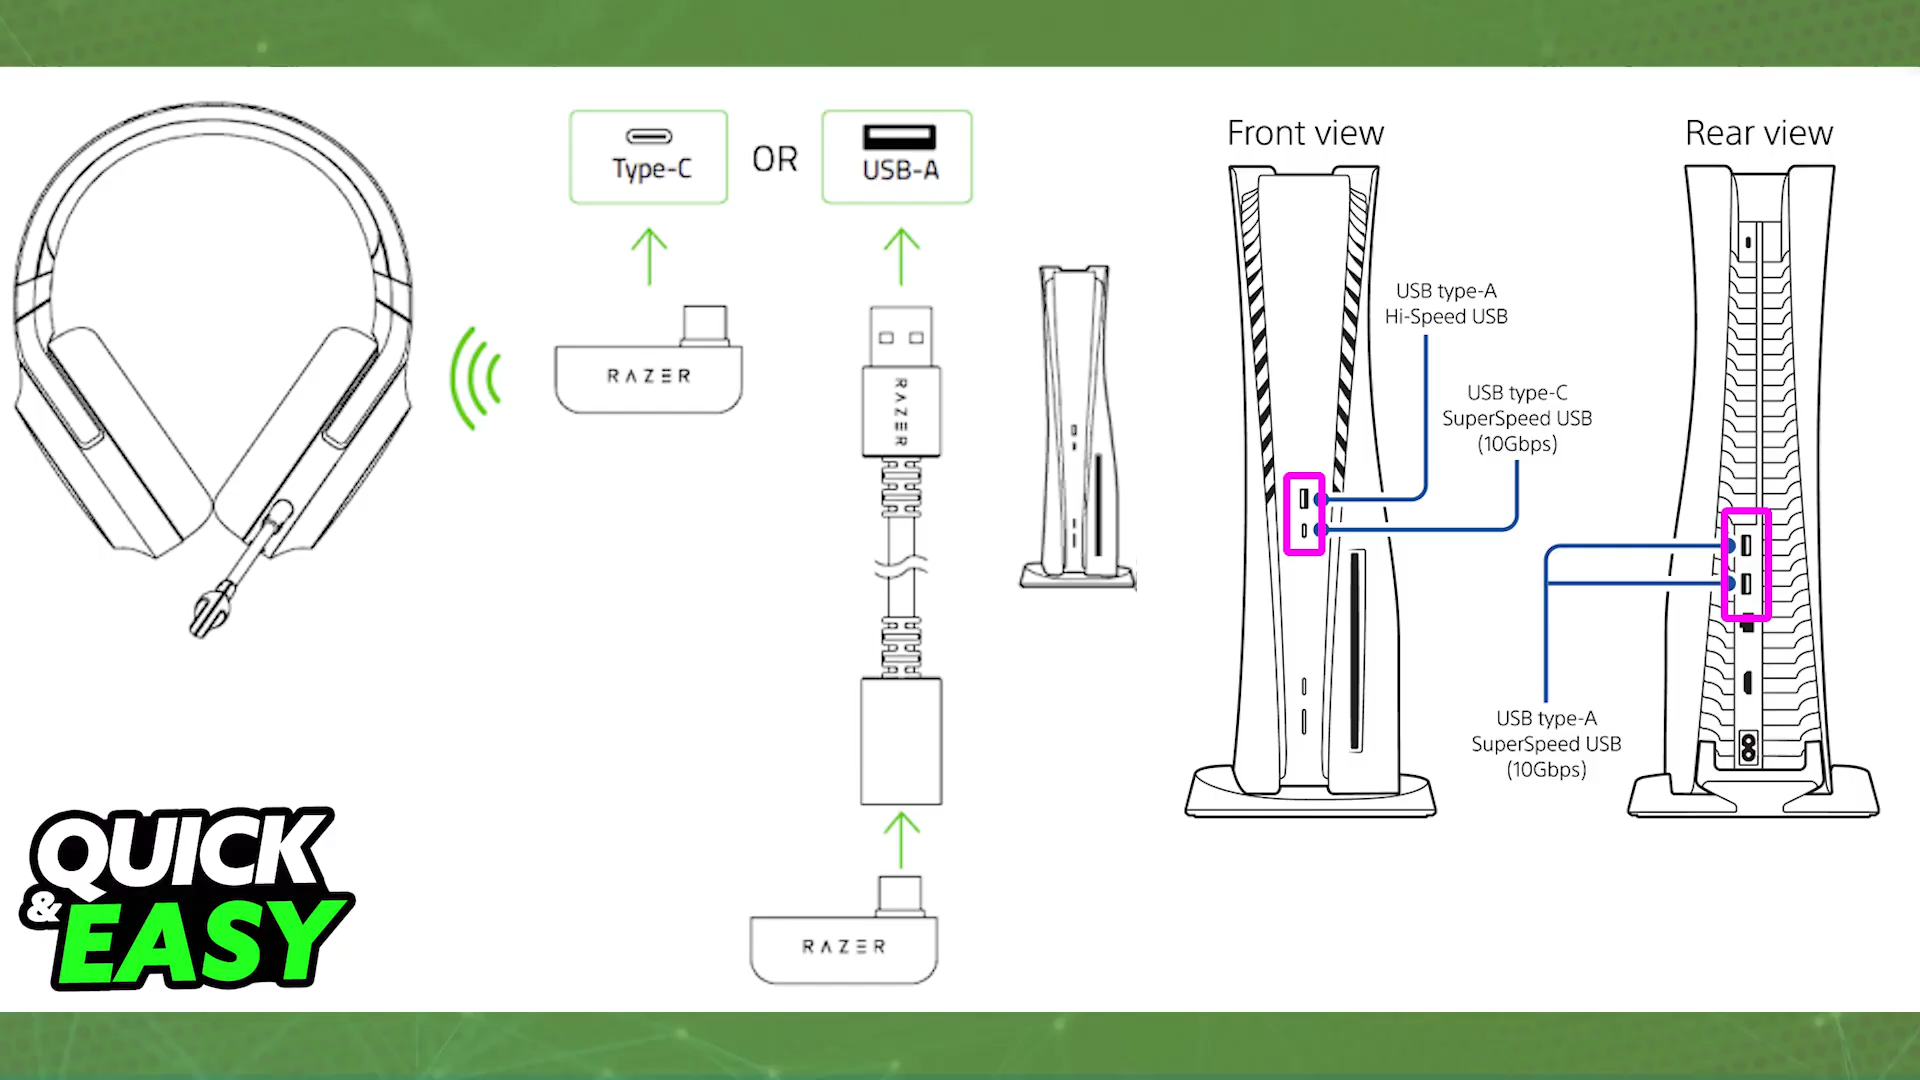 Type-C
OR
USB-A
RAZER
RAZER
RAZER
Front view
Rear view
USB type-A
Hi-Speed USB
USB type-C
SuperSpeed USB
(10Gbps)
USB type-A
SuperSpeed USB
(10Gbps)
QUICK
& EASY